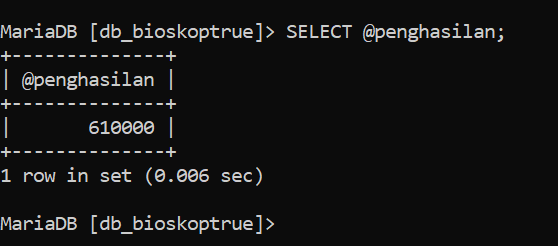 MariaDB [db_bioskoptrue]> SELECT @penghasilan;
+--------------+
| @penghasilan |
+--------------+
|       610000 |
+--------------+
1 row in set (0.006 sec)
MariaDB [db_bioskoptrue]>